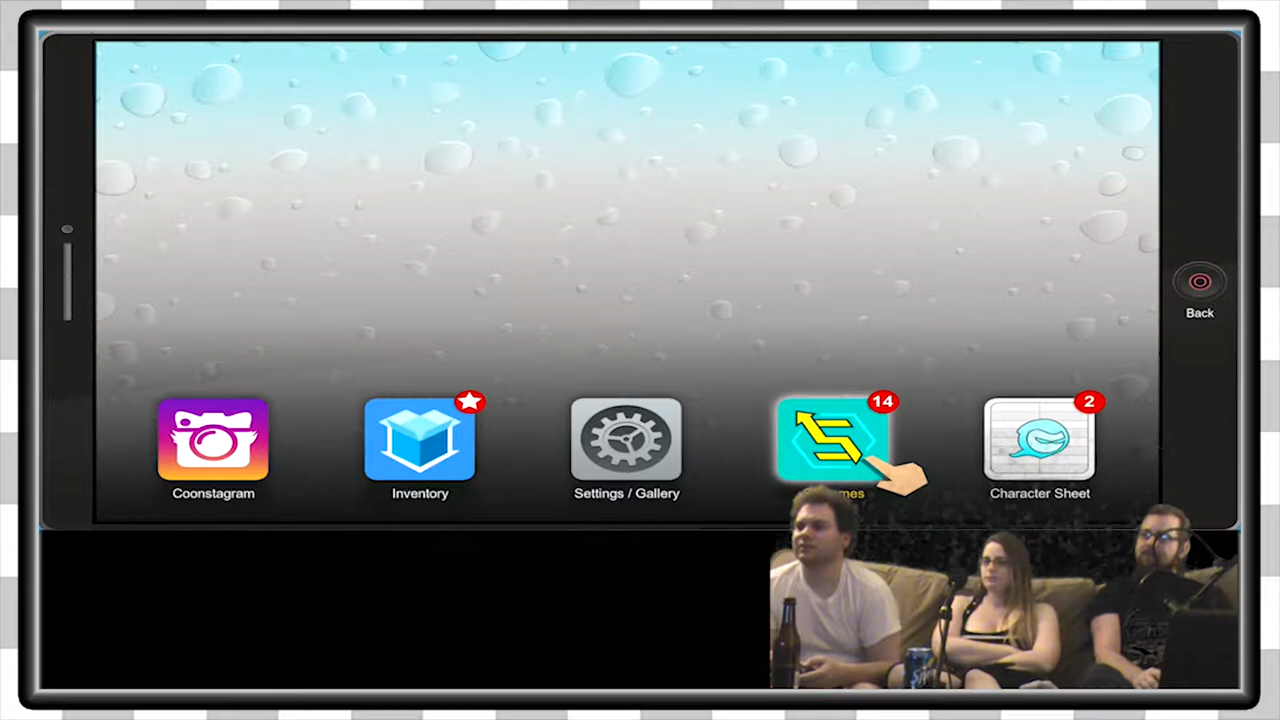 Back
14
2
Coonstagram
Inventory
Settings / Gallery
Character Sheet